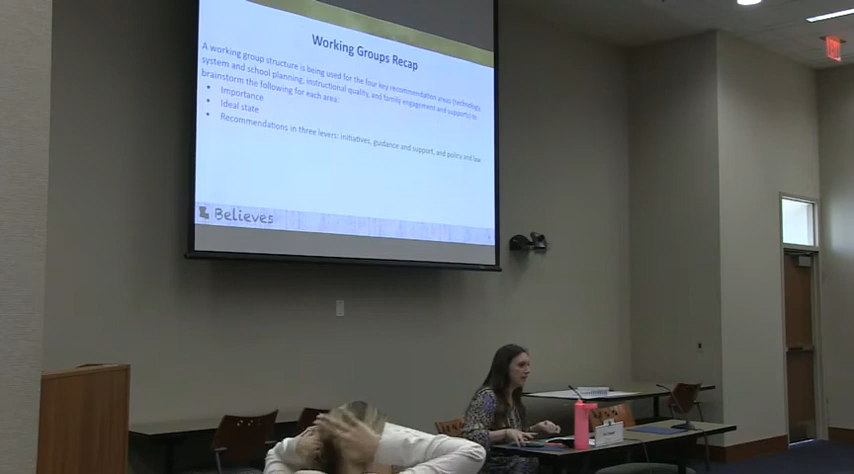 Working Groups Recap
A working group structure is being used for the four key recommendation areas (technology,
system and school planning, instructional quality, and family engagement and supports) to
brainstorm the following for each area:
• Importance
• Ideal state
• Recommendations in three levers: initiatives, guidance and support, and policy and law
Believes
EXIT